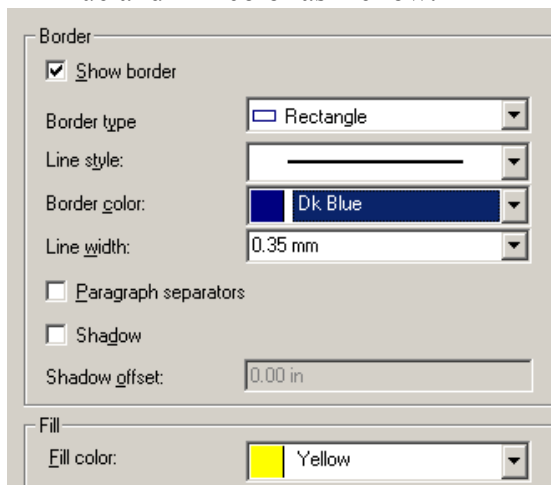 Border
Show border
Border type Rectangle
Line style:
Border color: Dk Blue
Line width: 0.35 mm
Paragraph separators
Shadow
Shadow offset: 0.00 in
Fill
Fill color: Yellow